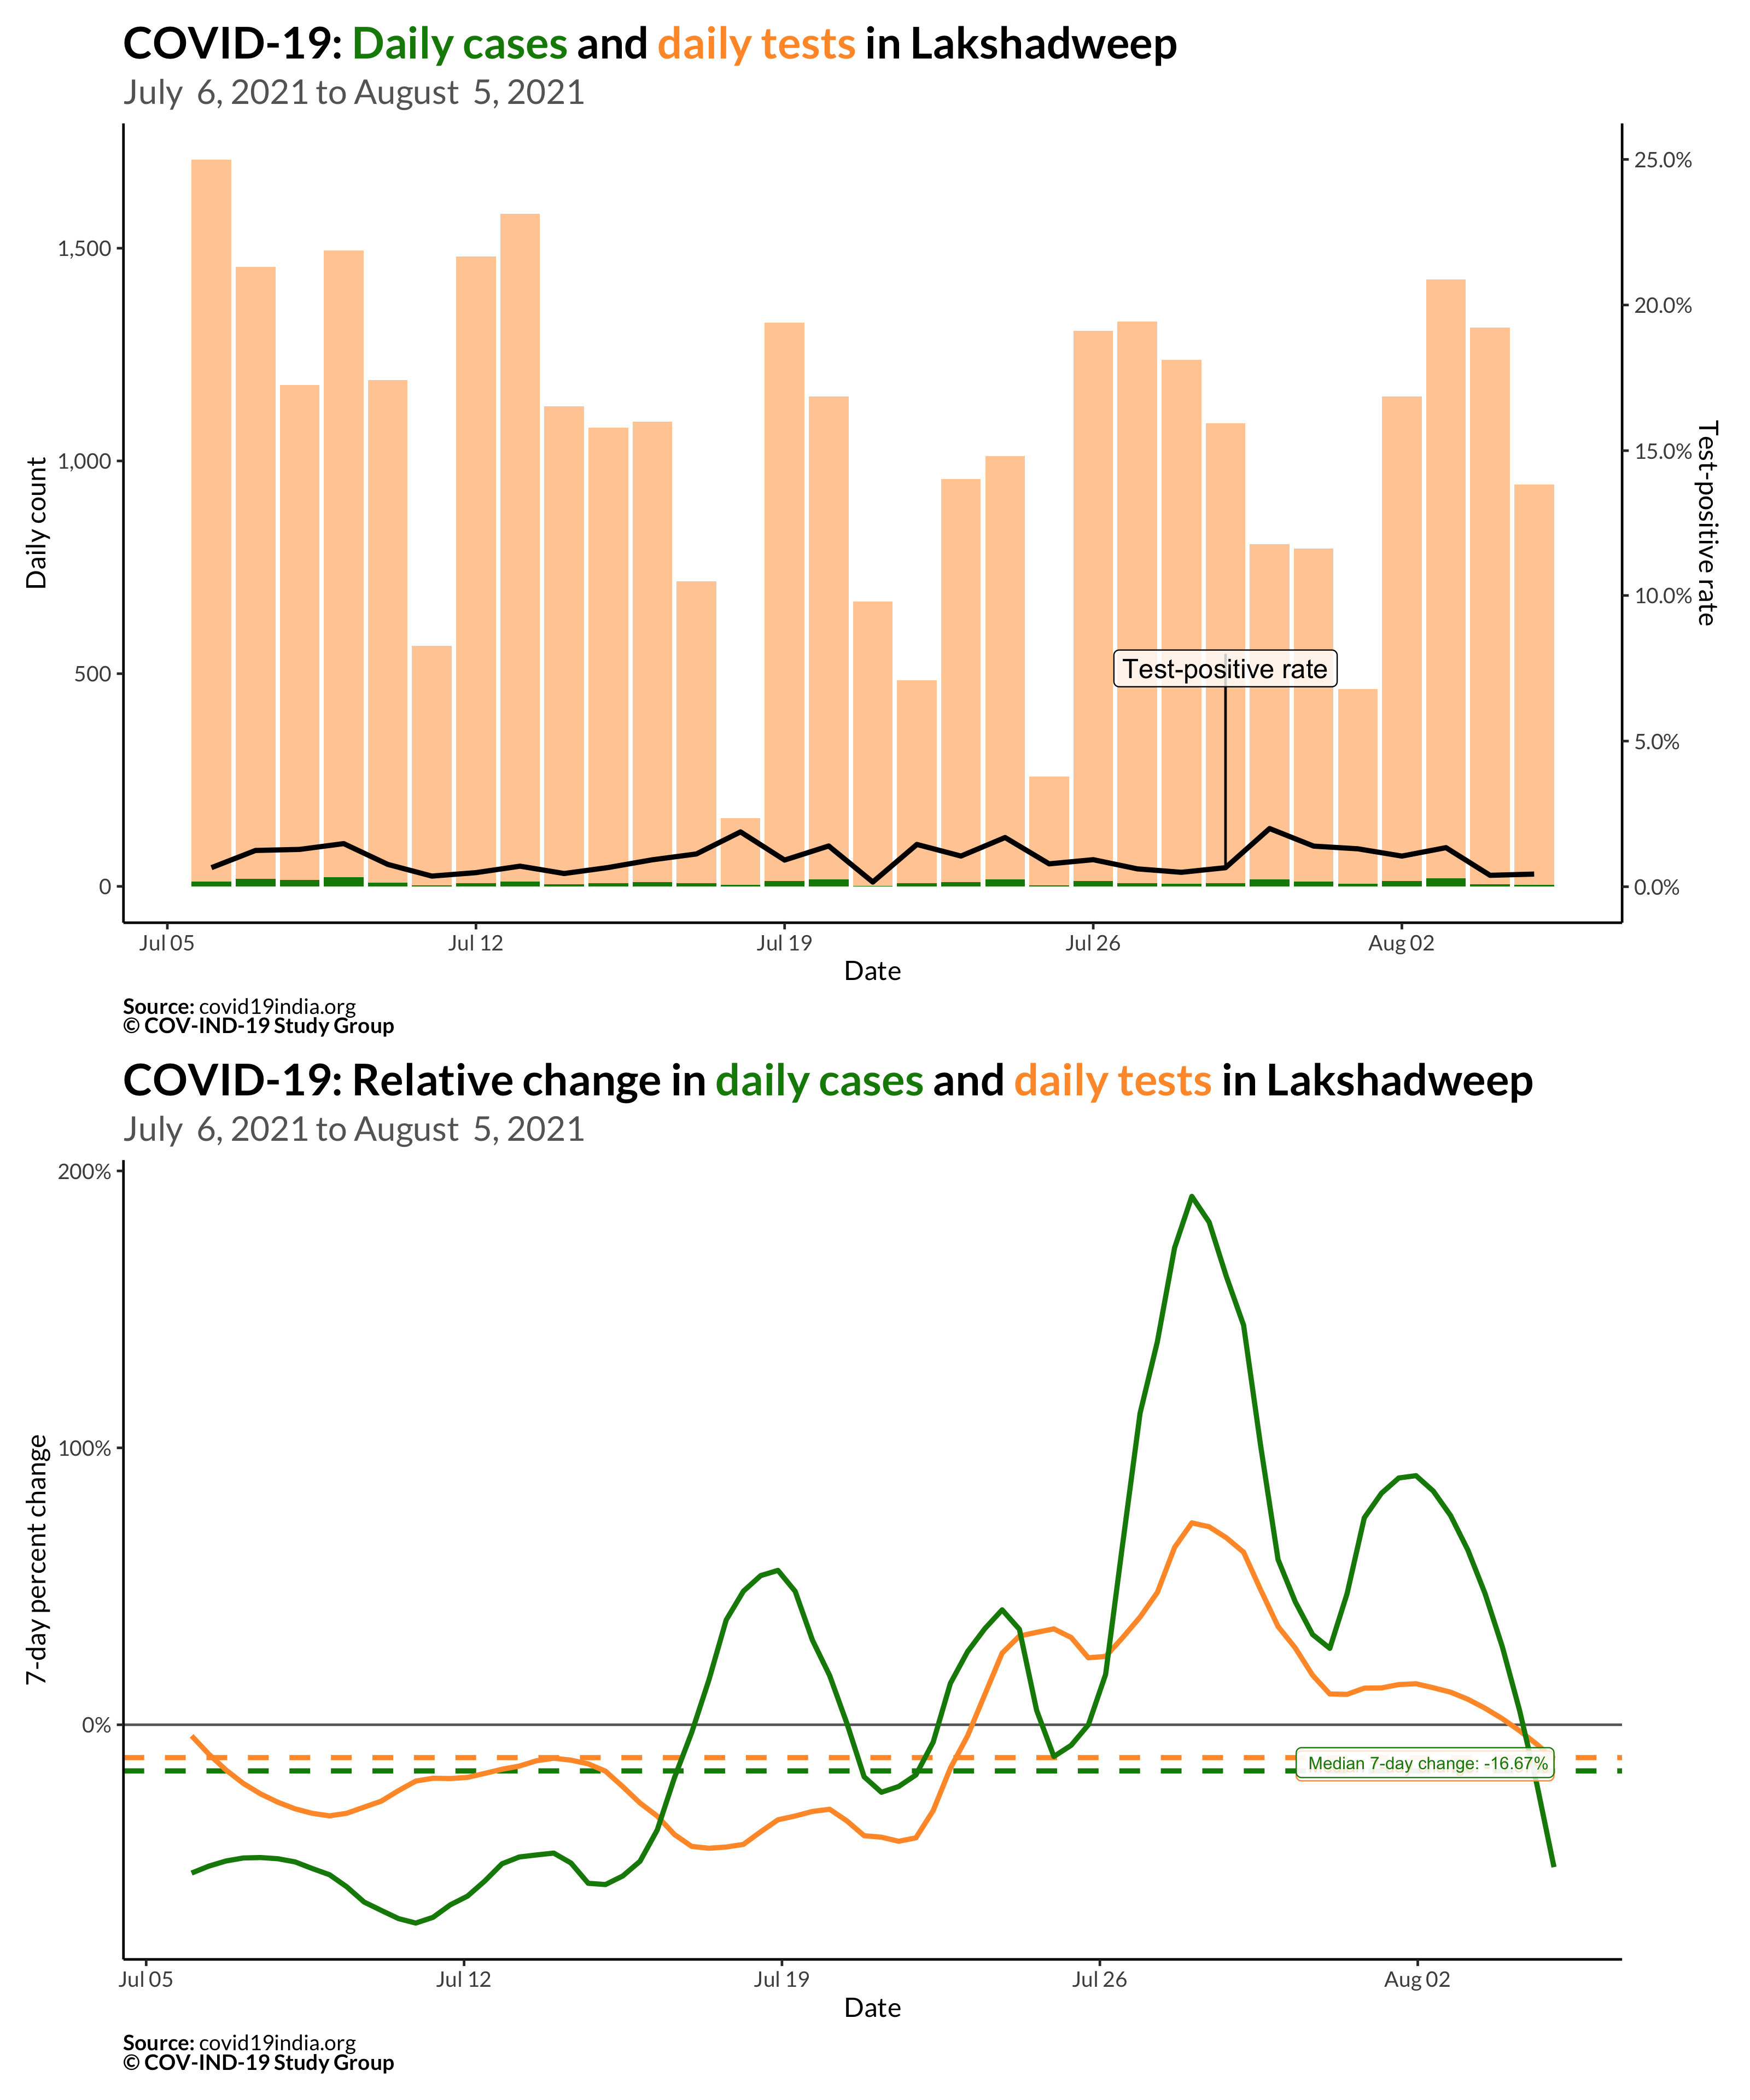 COVID-19: Daily cases and daily tests in Lakshadweep
July 6, 2021 to August 5, 2021
25.0%
1,500
20.0%
15.0%
1,000
Daily count
Test-positive rate
10.0%
500
Test-positive rate
5.0%
0
0.0%
Jul 05
Jul 12
Jul 19
Jul 26
Aug 02
Date
Source: covid19india.org
© COV-IND-19 Study Group
COVID-19: Relative change in daily cases and daily tests in Lakshadweep
July 6, 2021 to August 5, 2021
200%
100%
7-day percent change
0%
Median 7-day change: -16.67%
Jul 05
Jul 12
Jul 19
Jul 26
Aug 02
Date
Source: covid19india.org
© COV-IND-19 Study Group